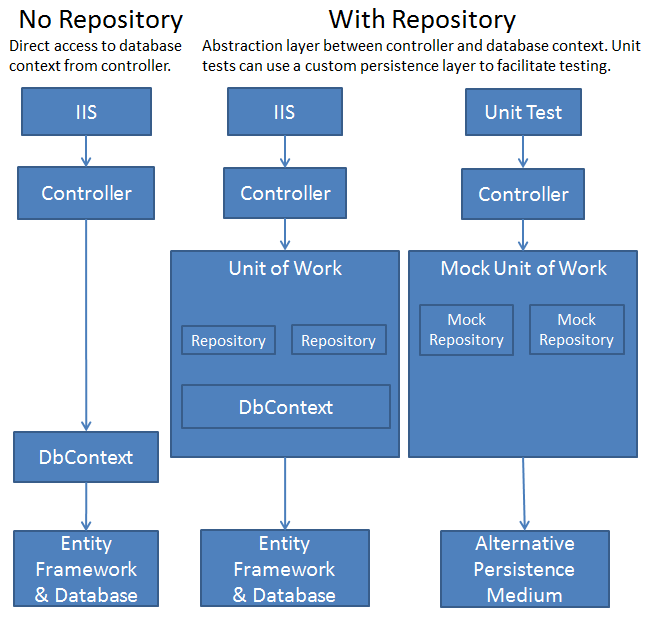 No Repository
Direct access to database
context from controller.
With Repository
Abstraction layer between controller and database context. Unit
tests can use a custom persistence layer to facilitate testing.
IIS
Controller
DbContext
Entity
Framework
& Database
IIS
Controller
Unit of Work
Repository
Repository
DbContext
Entity
Framework
& Database
Unit Test
Controller
Mock Unit of Work
Mock
Repository
Mock
Repository
Alternative
Persistence
Medium